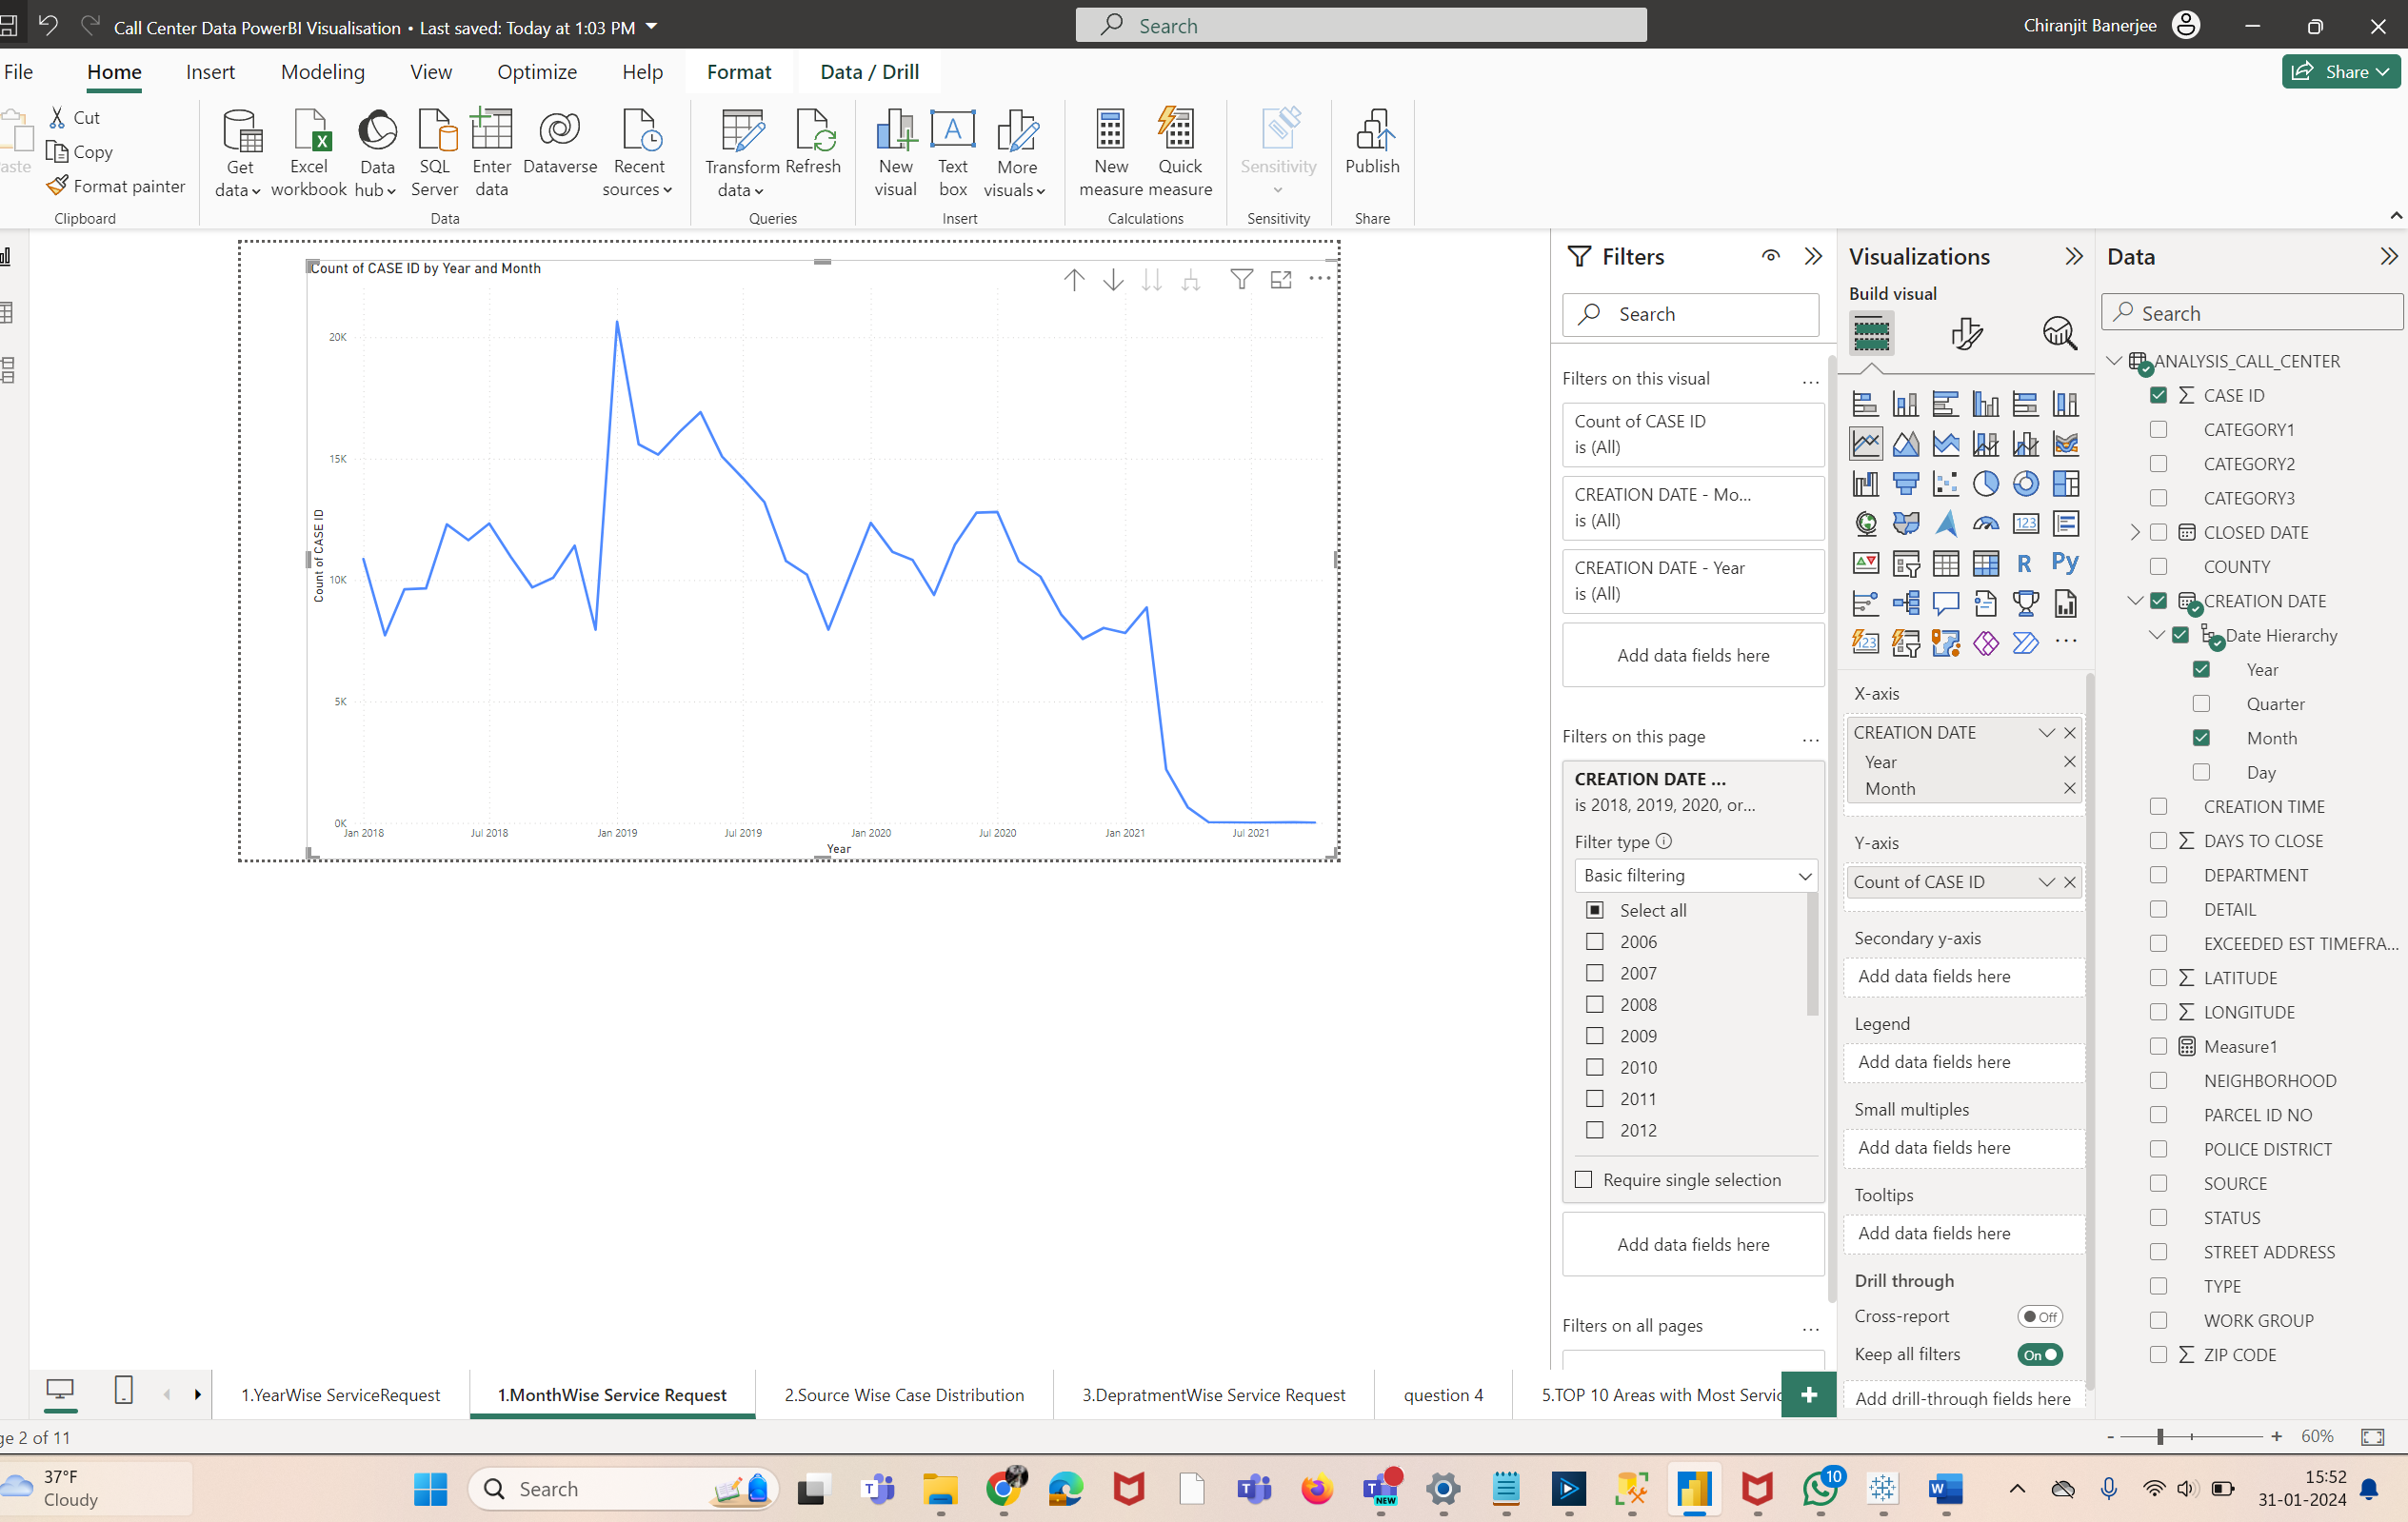 Call Center Data PowerBI Visualisation • Last saved: Today at 1:03 PM
Search
Chiranjit Banerjee
File Home Insert Modeling View Optimize Help Format Data / Drill
Share
Cut
Copy
Format painter
Clipboard
Get data
Excel workbook
Data hub
SQL Server
Enter data
Dataverse
Recent sources
Data
Transform data
Refresh
Queries
New visual
Text box
More visuals
Insert
New measure
Quick measure
Calculations
Sensitivity
Sensitivity
Publish
Share
Count of CASE ID by Year and Month
20K
15K
10K
5K
0K
Count of CASE ID
Jan 2018 Jul 2018 Jan 2019 Jul 2019 Jan 2020 Jul 2020 Jan 2021 Jul 2021
Year
Filters
Search
Filters on this visual
Count of CASE ID
is (All)
CREATION DATE - Mo...
is (All)
CREATION DATE - Year
is (All)
Add data fields here
Filters on this page
CREATION DATE ...
is 2018, 2019, 2020, or...
Filter type
Basic filtering
Select all
2006
2007
2008
2009
2010
2011
2012
Require single selection
Add data fields here
Filters on all pages
Visualizations
Build visual
123
R
Py
123
X-axis
CREATION DATE
Year
Month
Y-axis
Count of CASE ID
Secondary y-axis
Add data fields here
Legend
Add data fields here
Small multiples
Add data fields here
Tooltips
Add data fields here
Drill through
Cross-report
Off
Keep all filters
On
Add drill-through fields here
Data
Search
ANALYSIS_CALL_CENTER
CASE ID
CATEGORY1
CATEGORY2
CATEGORY3
CLOSED DATE
COUNTY
CREATION DATE
Date Hierarchy
Year
Quarter
Month
Day
CREATION TIME
DAYS TO CLOSE
DEPARTMENT
DETAIL
EXCEEDED EST TIMEFRA...
LATITUDE
LONGITUDE
Measure1
NEIGHBORHOOD
PARCEL ID NO
POLICE DISTRICT
SOURCE
STATUS
STREET ADDRESS
TYPE
WORK GROUP
ZIP CODE
1.YearWise ServiceRequest
1.MonthWise Service Request
2.Source Wise Case Distribution
3.DepratmentWise Service Request
question 4
5.TOP 10 Areas with Most Servic
ge 2 of 11
- + 60%
37°F
Cloudy
Search
NEW
10
15:52
31-01-2024